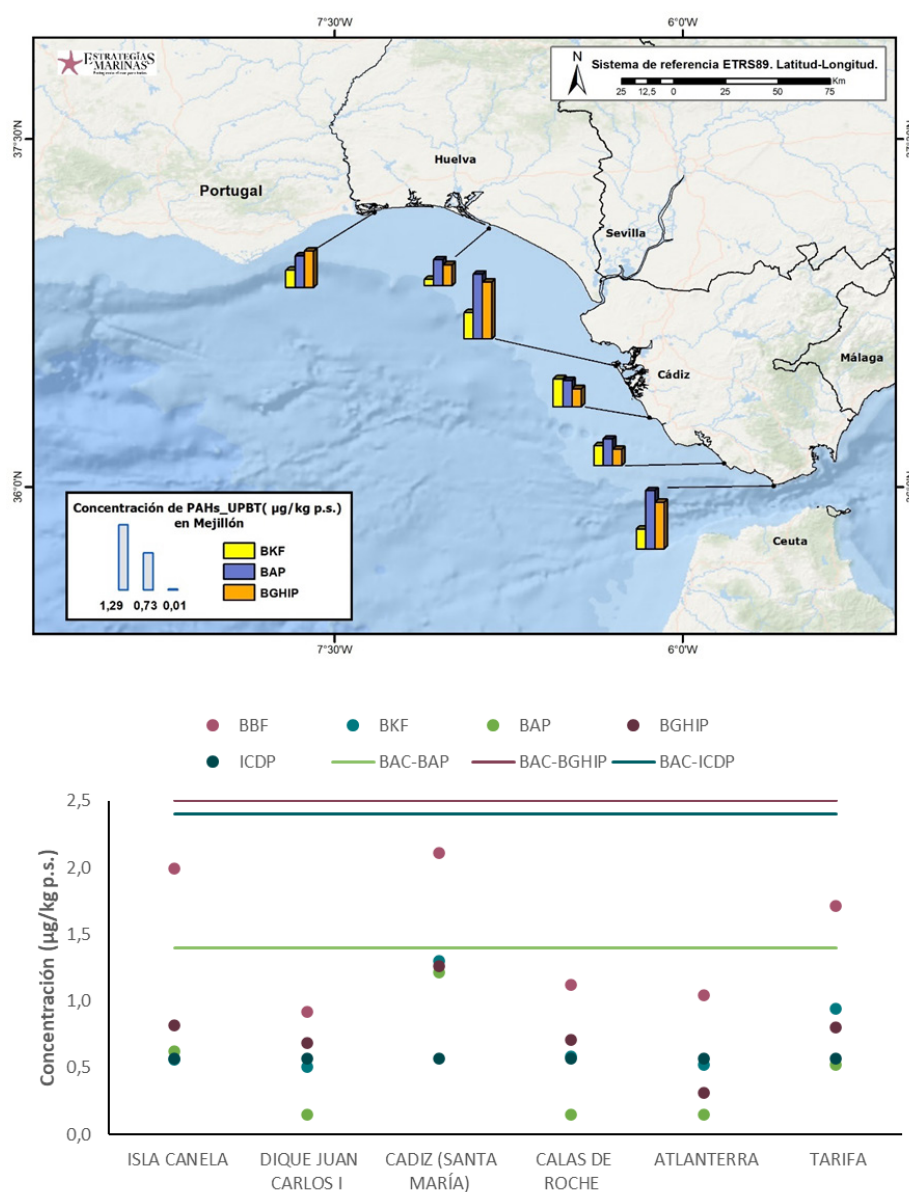 7°30'W
6°0'W
ESTRATEGIAS
MARINAS
Sistema de referencia ETRS89. Latitud-Longitud.
N
Km
25 12,5 0 25 50 75
37°30'N
Huelva
Portugal
Sevilla
Málaga
Cádiz
36°0'N
Concentración de PAHs_UPBT( µg/kg p.s.)
en Mejillón
BKF
BAP
BGHIP
1,29 0,73 0,01
Ceuta
7°30'W
6°0'W
BBF
BKF
BAP
BGHIP
ICDP
BAC-BAP
BAC-BGHIP
BAC-ICDP
Concentración (µg/kg p.s.)
2,5
2,0
1,5
1,0
0,5
0,0
ISLA CANELA
DIQUE JUAN
CARLOS I
CADIZ (SANTA
MARÍA)
CALAS DE
ROCHE
ATLANTERRA
TARIFA